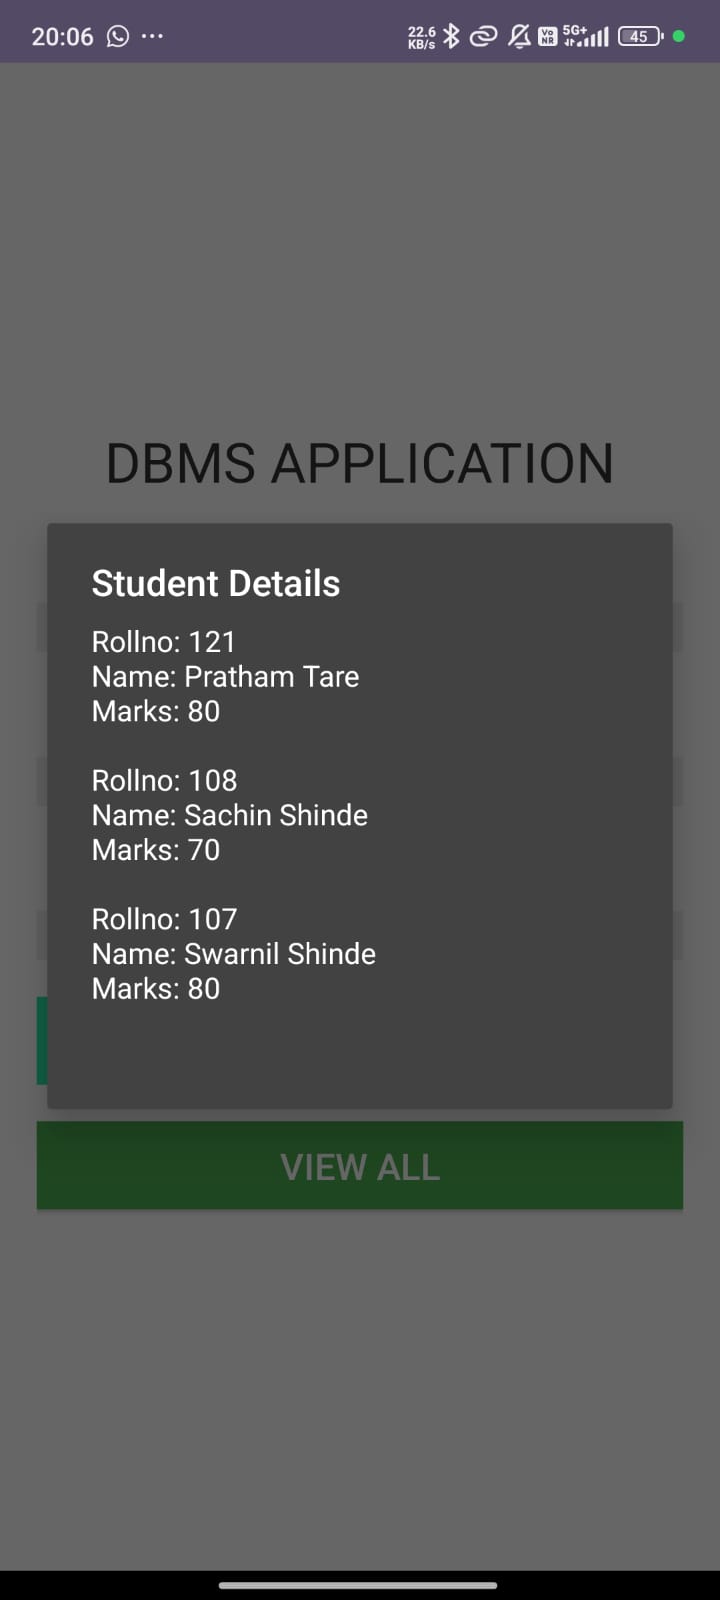 20:06
22.6
KB/s
Vo
NR
5G+
45
DBMS APPLICATION
Student Details
Rollno: 121
Name: Pratham Tare
Marks: 80
Rollno: 108
Name: Sachin Shinde
Marks: 70
Rollno: 107
Name: Swarnil Shinde
Marks: 80
VIEW ALL